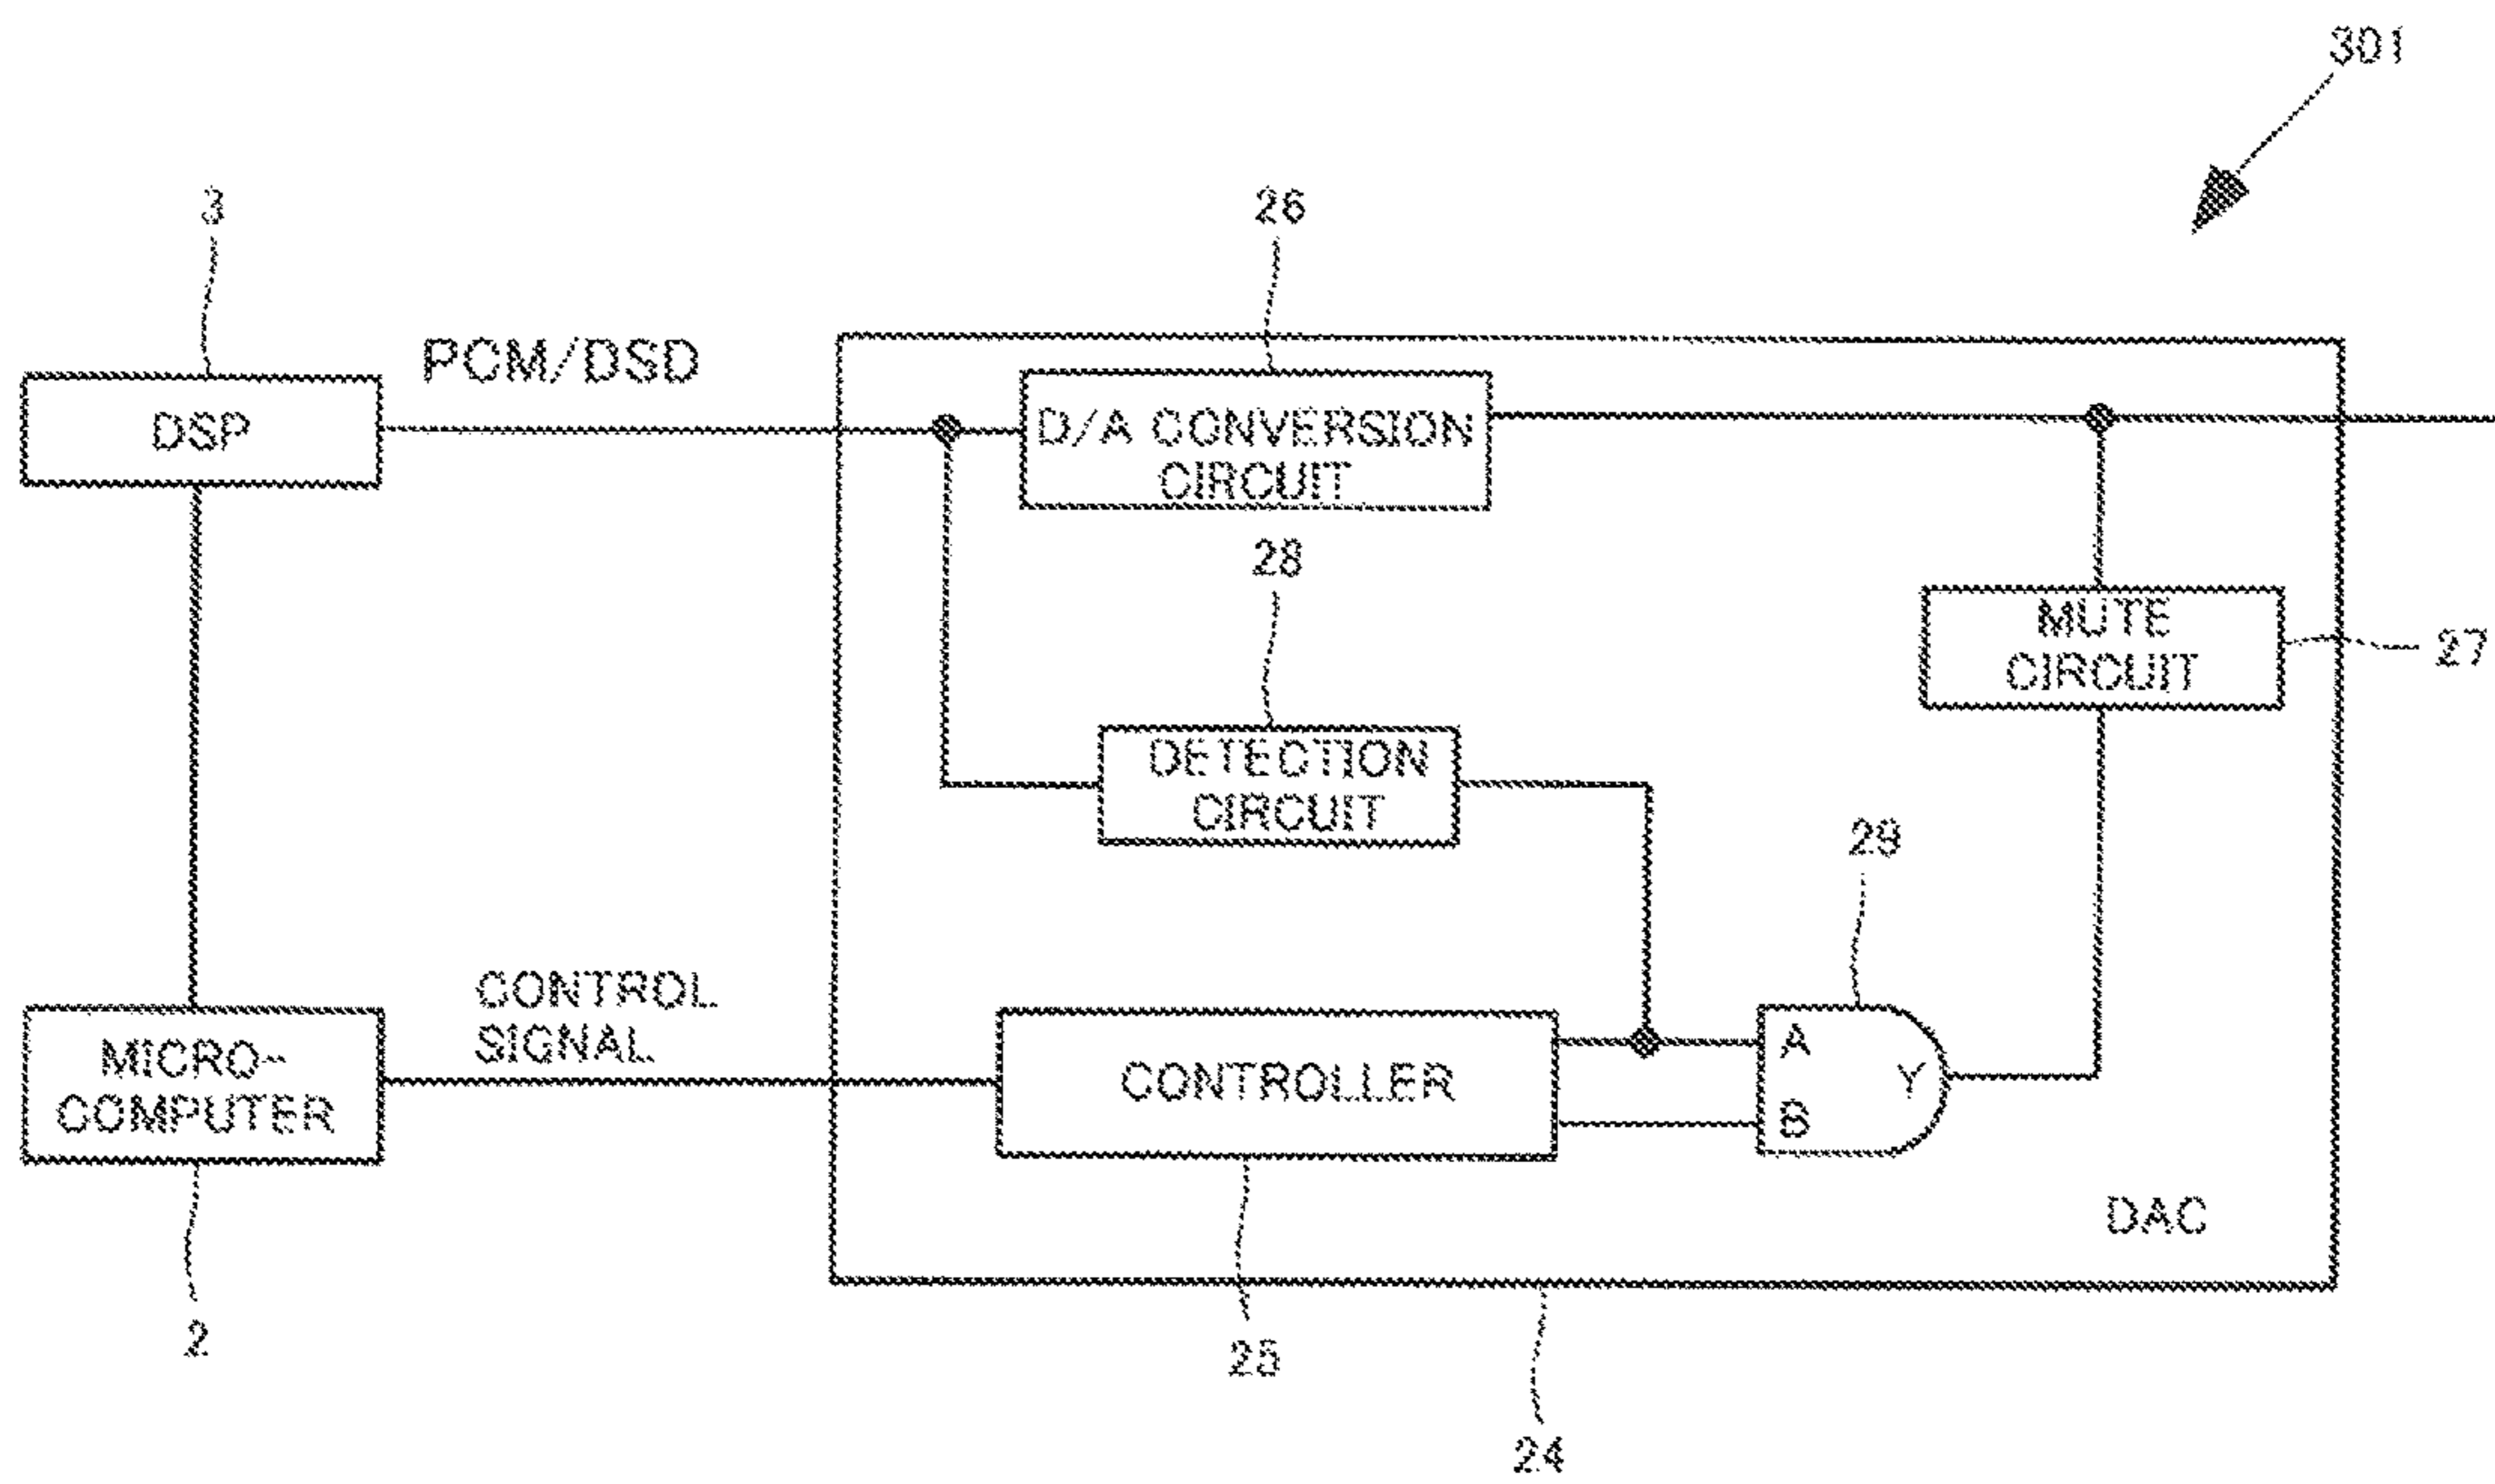 301
3
26
PCM/DSD
DSP
D/A CONVERSION
CIRCUIT
28
MUTE
CIRCUIT
27
DETECTION
CIRCUIT
29
CONTROL
SIGNAL
MICRO-
COMPUTER
CONTROLLER
A
B
Y
DAC
2
25
24